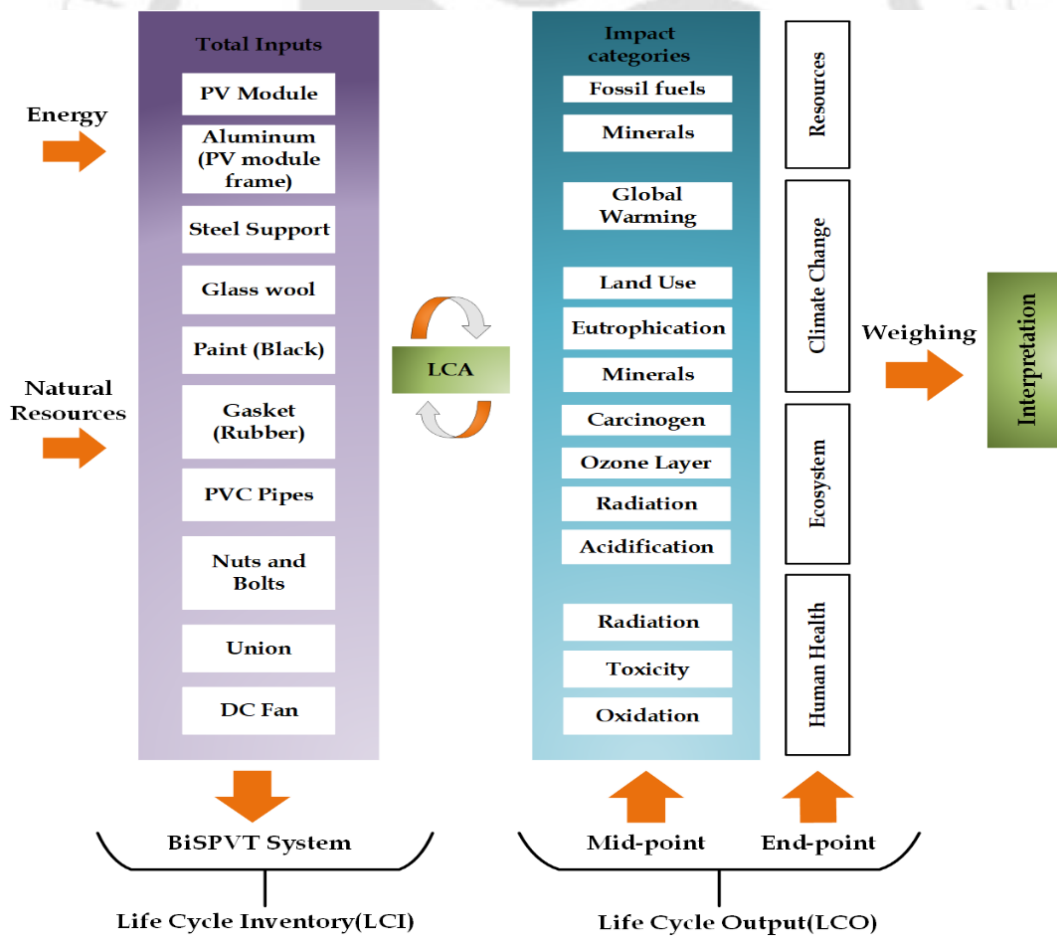 Energy
Natural
Resources
Total Inputs
PV Module
Aluminum
(PV module
frame)
Steel Support
Glass wool
Paint (Black)
Gasket
(Rubber)
PVC Pipes
Nuts and
Bolts
Union
DC Fan
BiSPVT System
Life Cycle Inventory(LCI)
LCA
Impact
categories
Fossil fuels
Minerals
Global
Warming
Land Use
Eutrophication
Minerals
Carcinogen
Ozone Layer
Radiation
Acidification
Radiation
Toxicity
Oxidation
Resources
Climate Change
Ecosystem
Human Health
Mid-point
End-point
Life Cycle Output(LCO)
Weighing
Interpretation